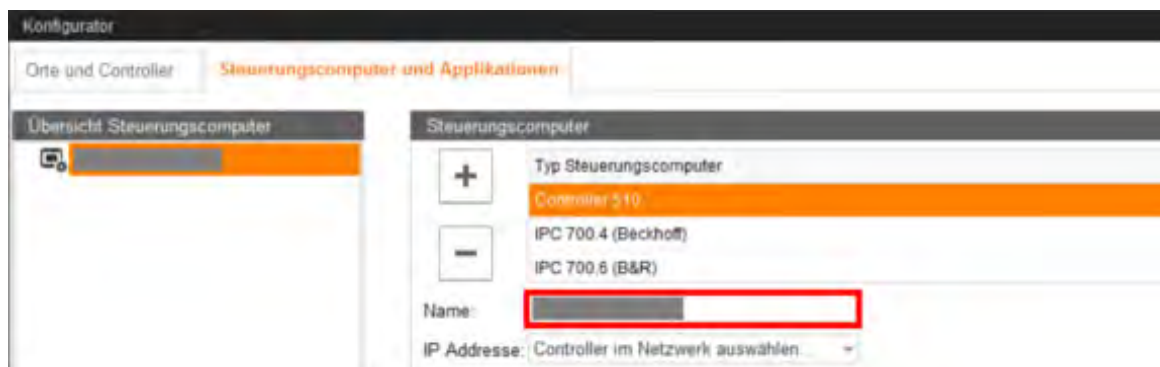 Konfigurator
Orte und Controller Steuerungscomputer und Applikationen
Übersicht Steuerungscomputer
Steuerungscomputer
+
Typ Steuerungscomputer
Controller 510
−
IPC 700.4 (Beckhoff)
IPC 700.6 (B&R)
Name:
IP Addresse: Controller im Netzwerk auswählen